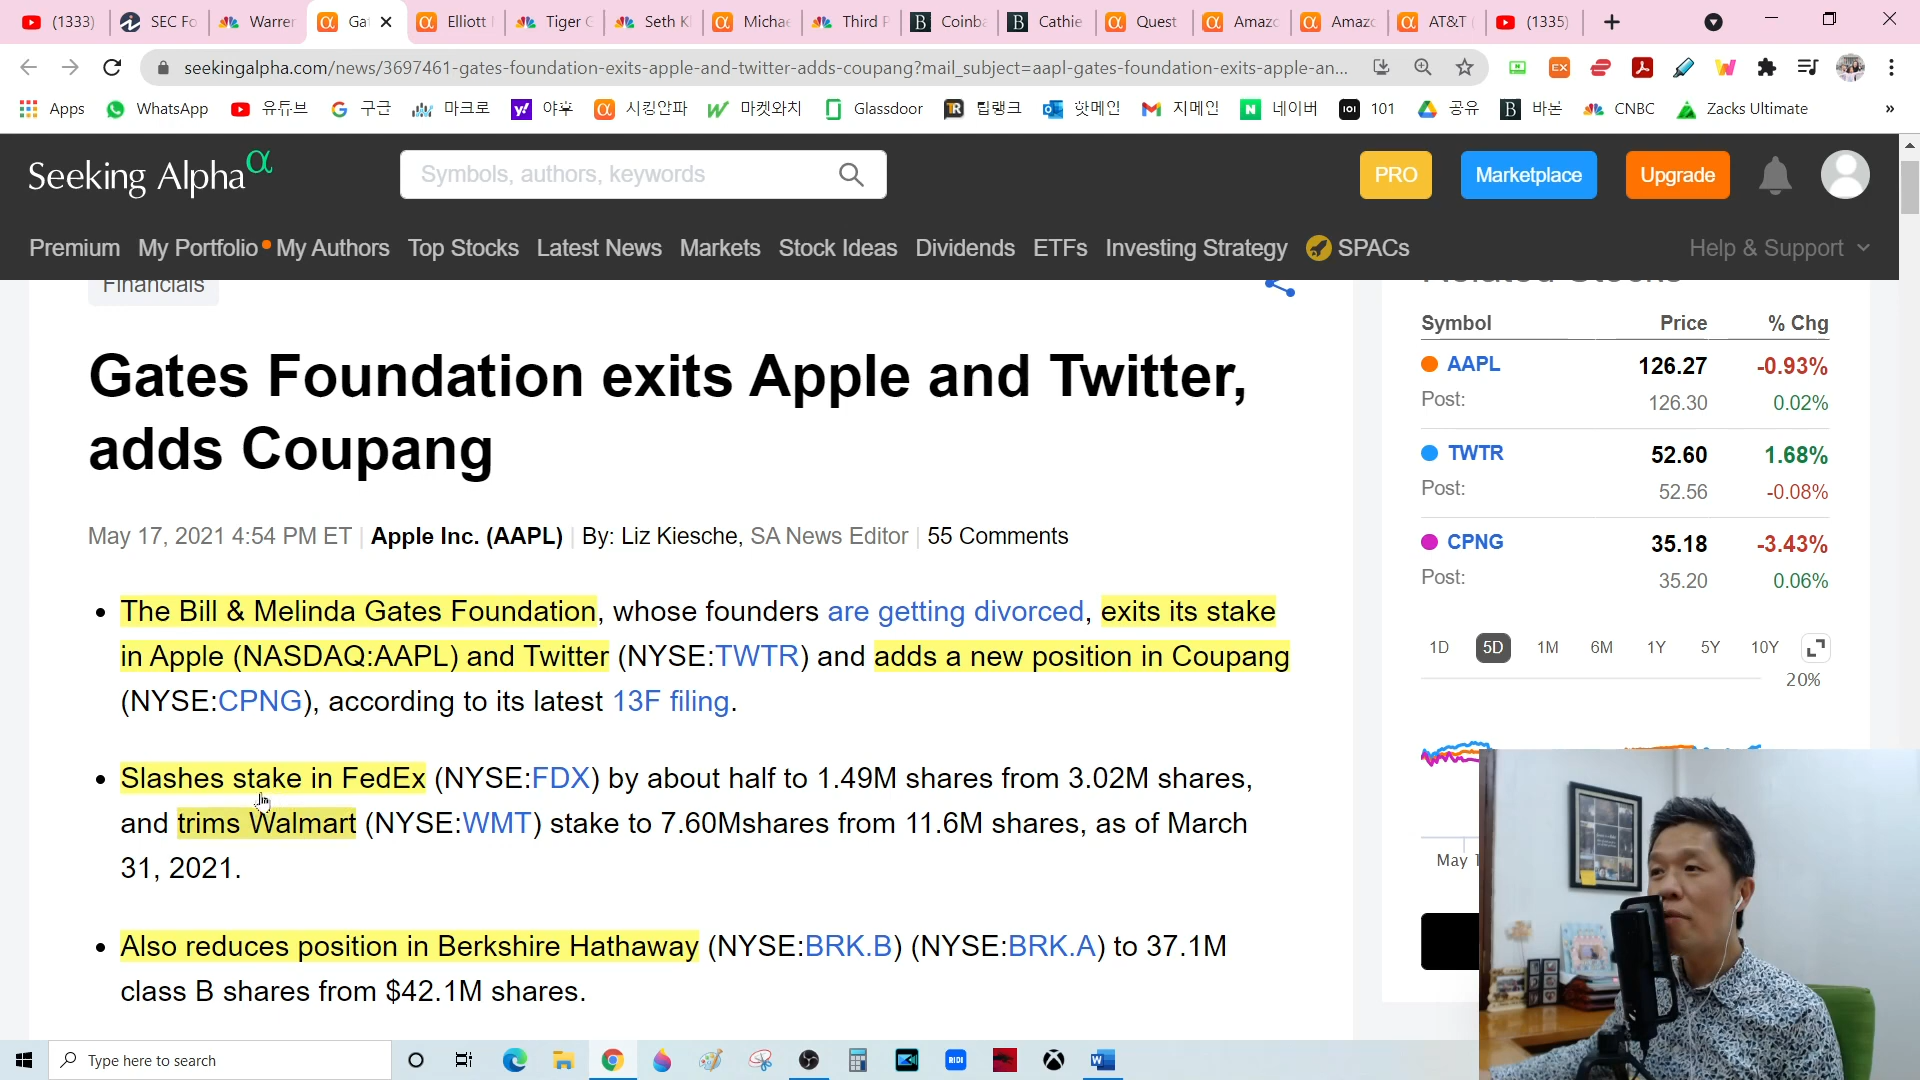 (1333)
SEC Fo
Warren
Gat
Elliott
Tiger G
Seth Kl
Michae
Third P
Coinba
Cathie
Quest
Amazo
Amazo
AT&T
(1335)
seekingalpha.com/news/3697461-gates-foundation-exits-apple-and-twitter-adds-coupang?mail_subject=aapl-gates-foundation-exits-apple-an...
Apps WhatsApp 유튜브 구글 마크로 야후 시킹안파 마켓와치 Glassdoor 팁랭크 핫메인 지메인 네이버 101 공유 바론 CNBC Zacks Ultimate »
Seeking Alpha α
Symbols, authors, keywords
PRO Marketplace Upgrade
Premium My Portfolio My Authors Top Stocks Latest News Markets Stock Ideas Dividends ETFs Investing Strategy SPACs Help & Support
Financials
Gates Foundation exits Apple and Twitter,
adds Coupang
May 17, 2021 4:54 PM ET | Apple Inc. (AAPL) | By: Liz Kiesche, SA News Editor | 55 Comments
• The Bill & Melinda Gates Foundation, whose founders are getting divorced, exits its stake
in Apple (NASDAQ:AAPL) and Twitter (NYSE:TWTR) and adds a new position in Coupang
(NYSE:CPNG), according to its latest 13F filing.
• Slashes stake in FedEx (NYSE:FDX) by about half to 1.49M shares from 3.02M shares,
and trims Walmart (NYSE:WMT) stake to 7.60Mshares from 11.6M shares, as of March
31, 2021.
• Also reduces position in Berkshire Hathaway (NYSE:BRK.B) (NYSE:BRK.A) to 37.1M
class B shares from $42.1M shares.
Related Stocks
Symbol Price % Chg
AAPL 126.27 -0.93%
Post: 126.30 0.02%
TWTR 52.60 1.68%
Post: 52.56 -0.08%
CPNG 35.18 -3.43%
Post: 35.20 0.06%
1D 5D 1M 6M 1Y 5Y 10Y
20%
May 1
Type here to search
RIDI